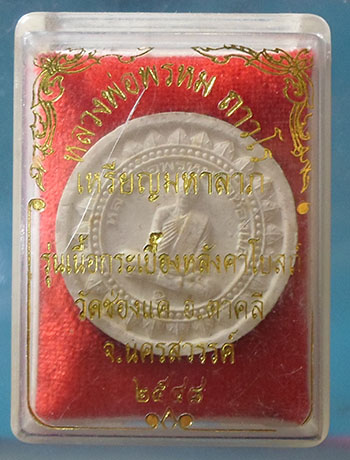 หลวงพ่อพรหม ถาวโร
เหรียญมหาลาภ
รุ่นเนื้อกระเบื้องหลังคาโบสถ์
วัดช่องแค อ.ตาคลี
จ.นครสวรรค์
๒๕๔๘